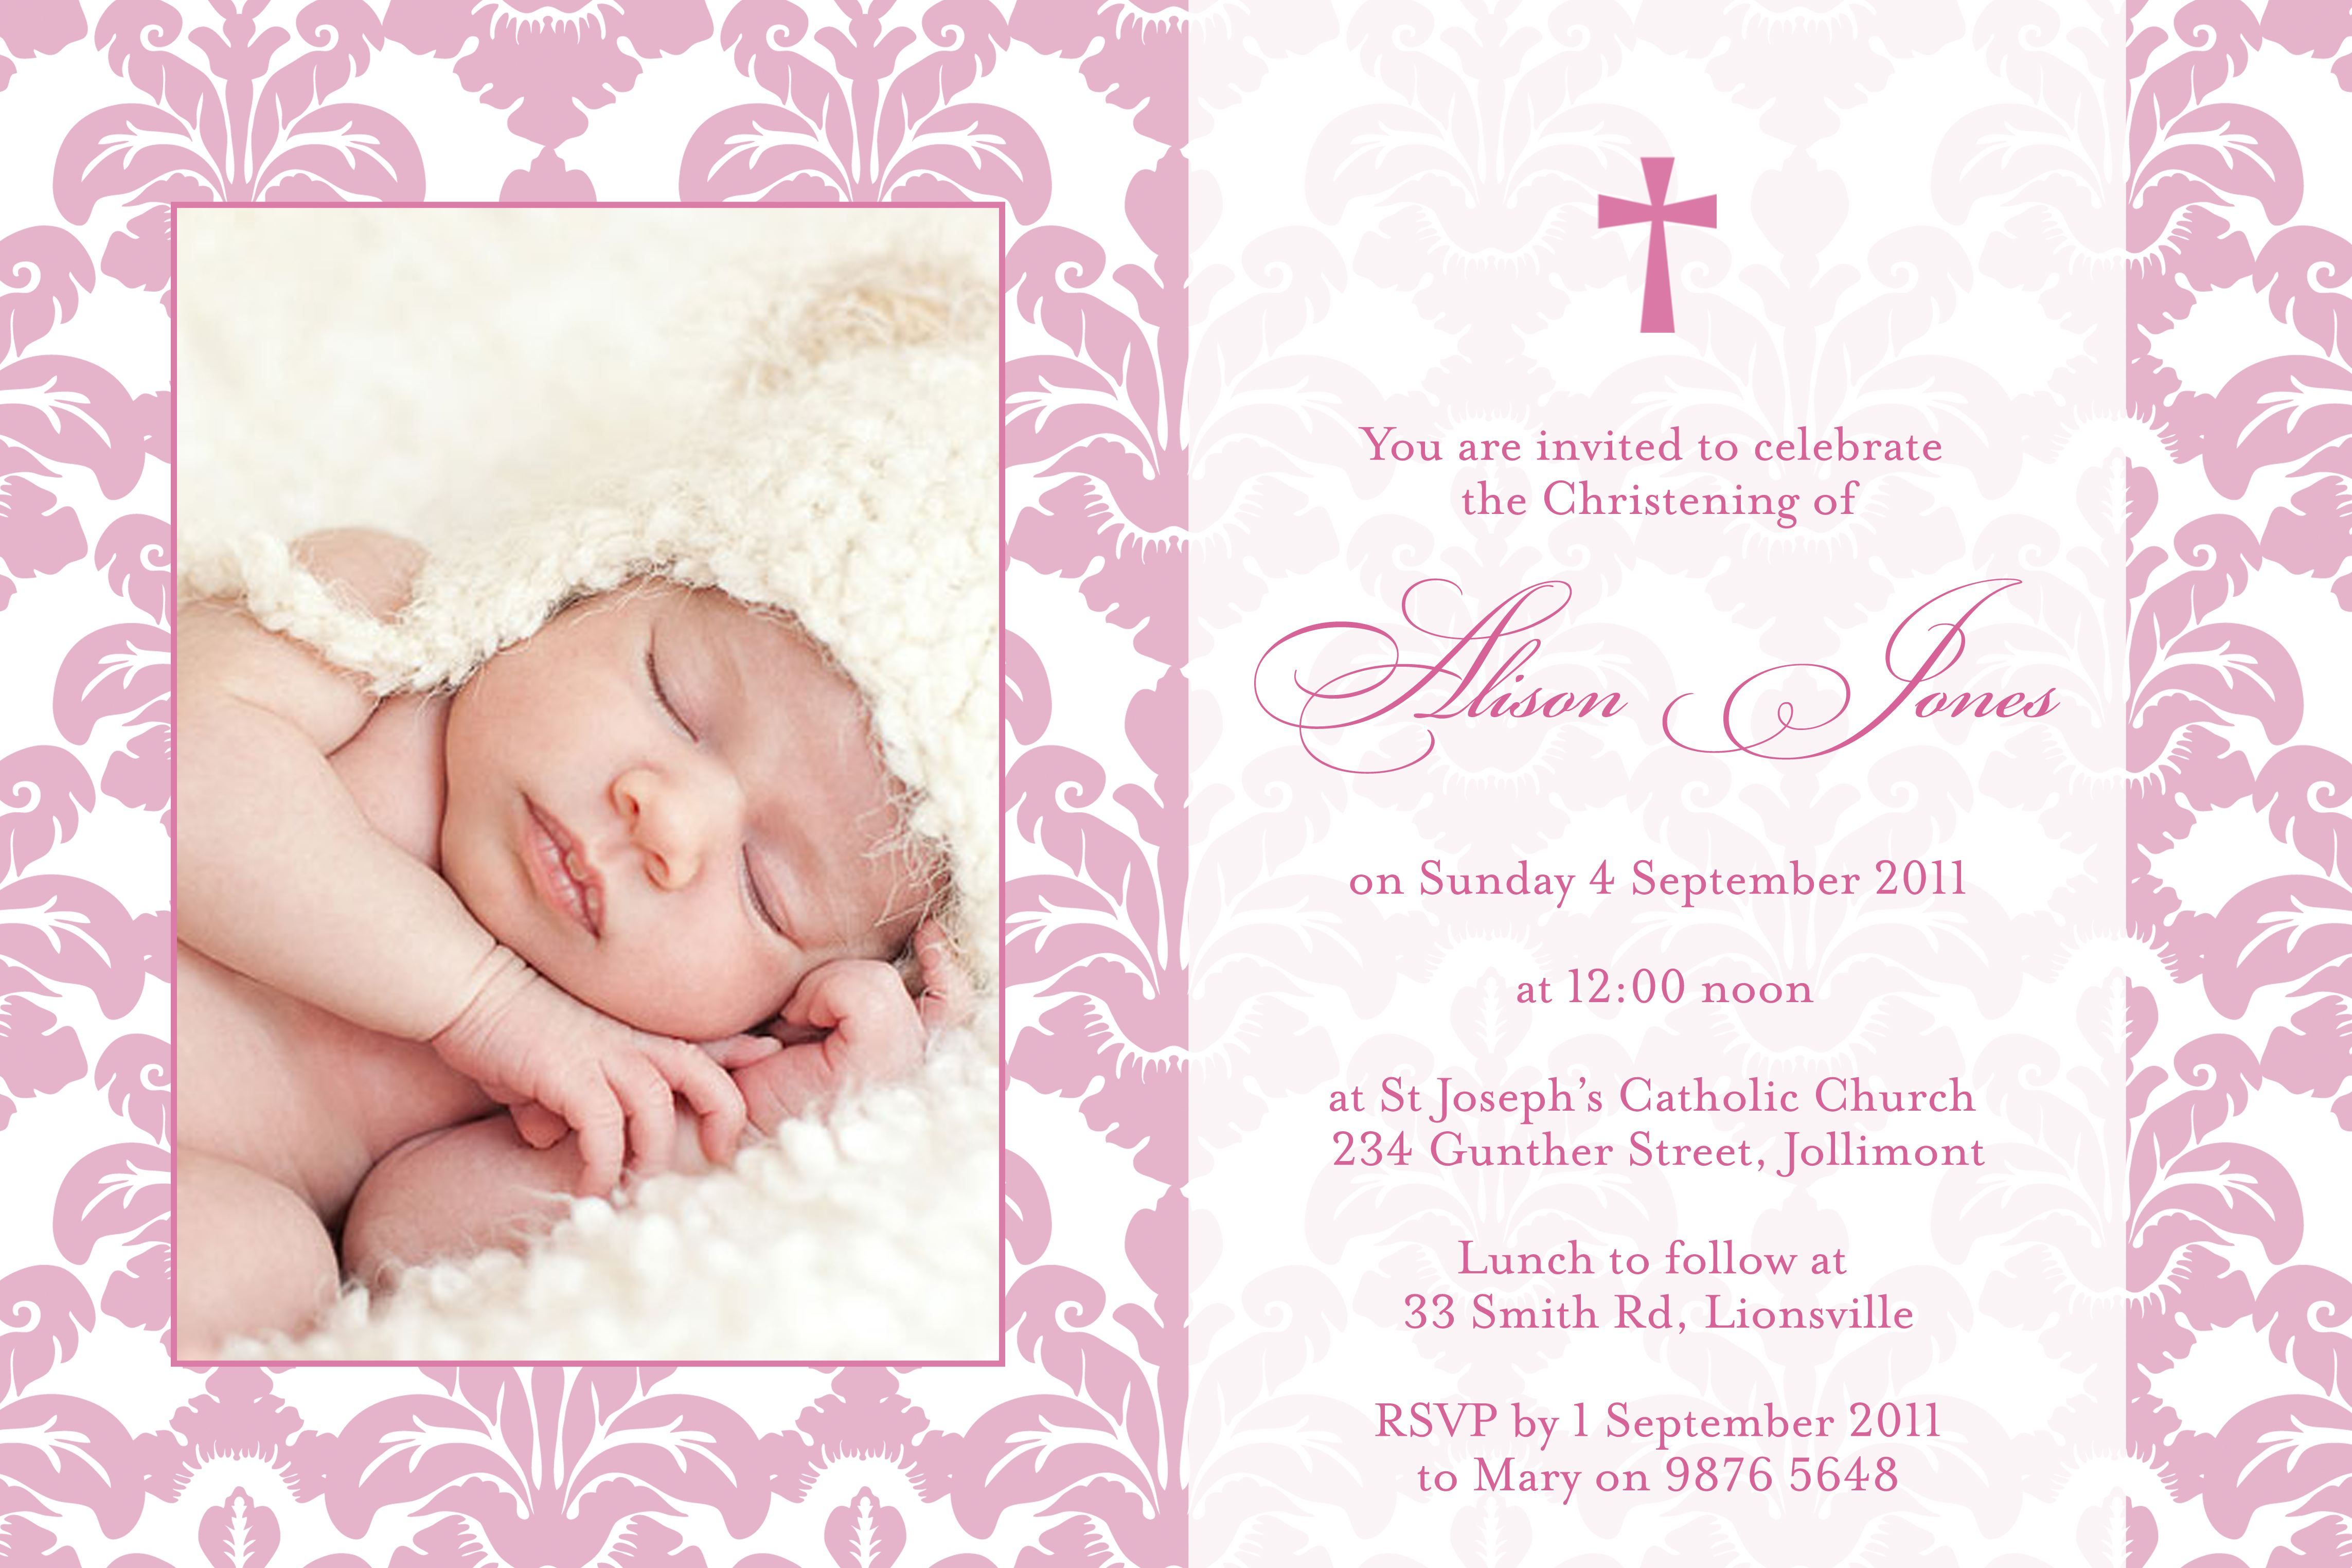 You are invited to celebrate
the Christening of
Alison Jones
on Sunday 4 September 2011
at 12:00 noon
at St Joseph’s Catholic Church
234 Gunther Street, Jollimont
Lunch to follow at
33 Smith Rd, Lionsville
RSVP by 1 September 2011
to Mary on 9876 5648